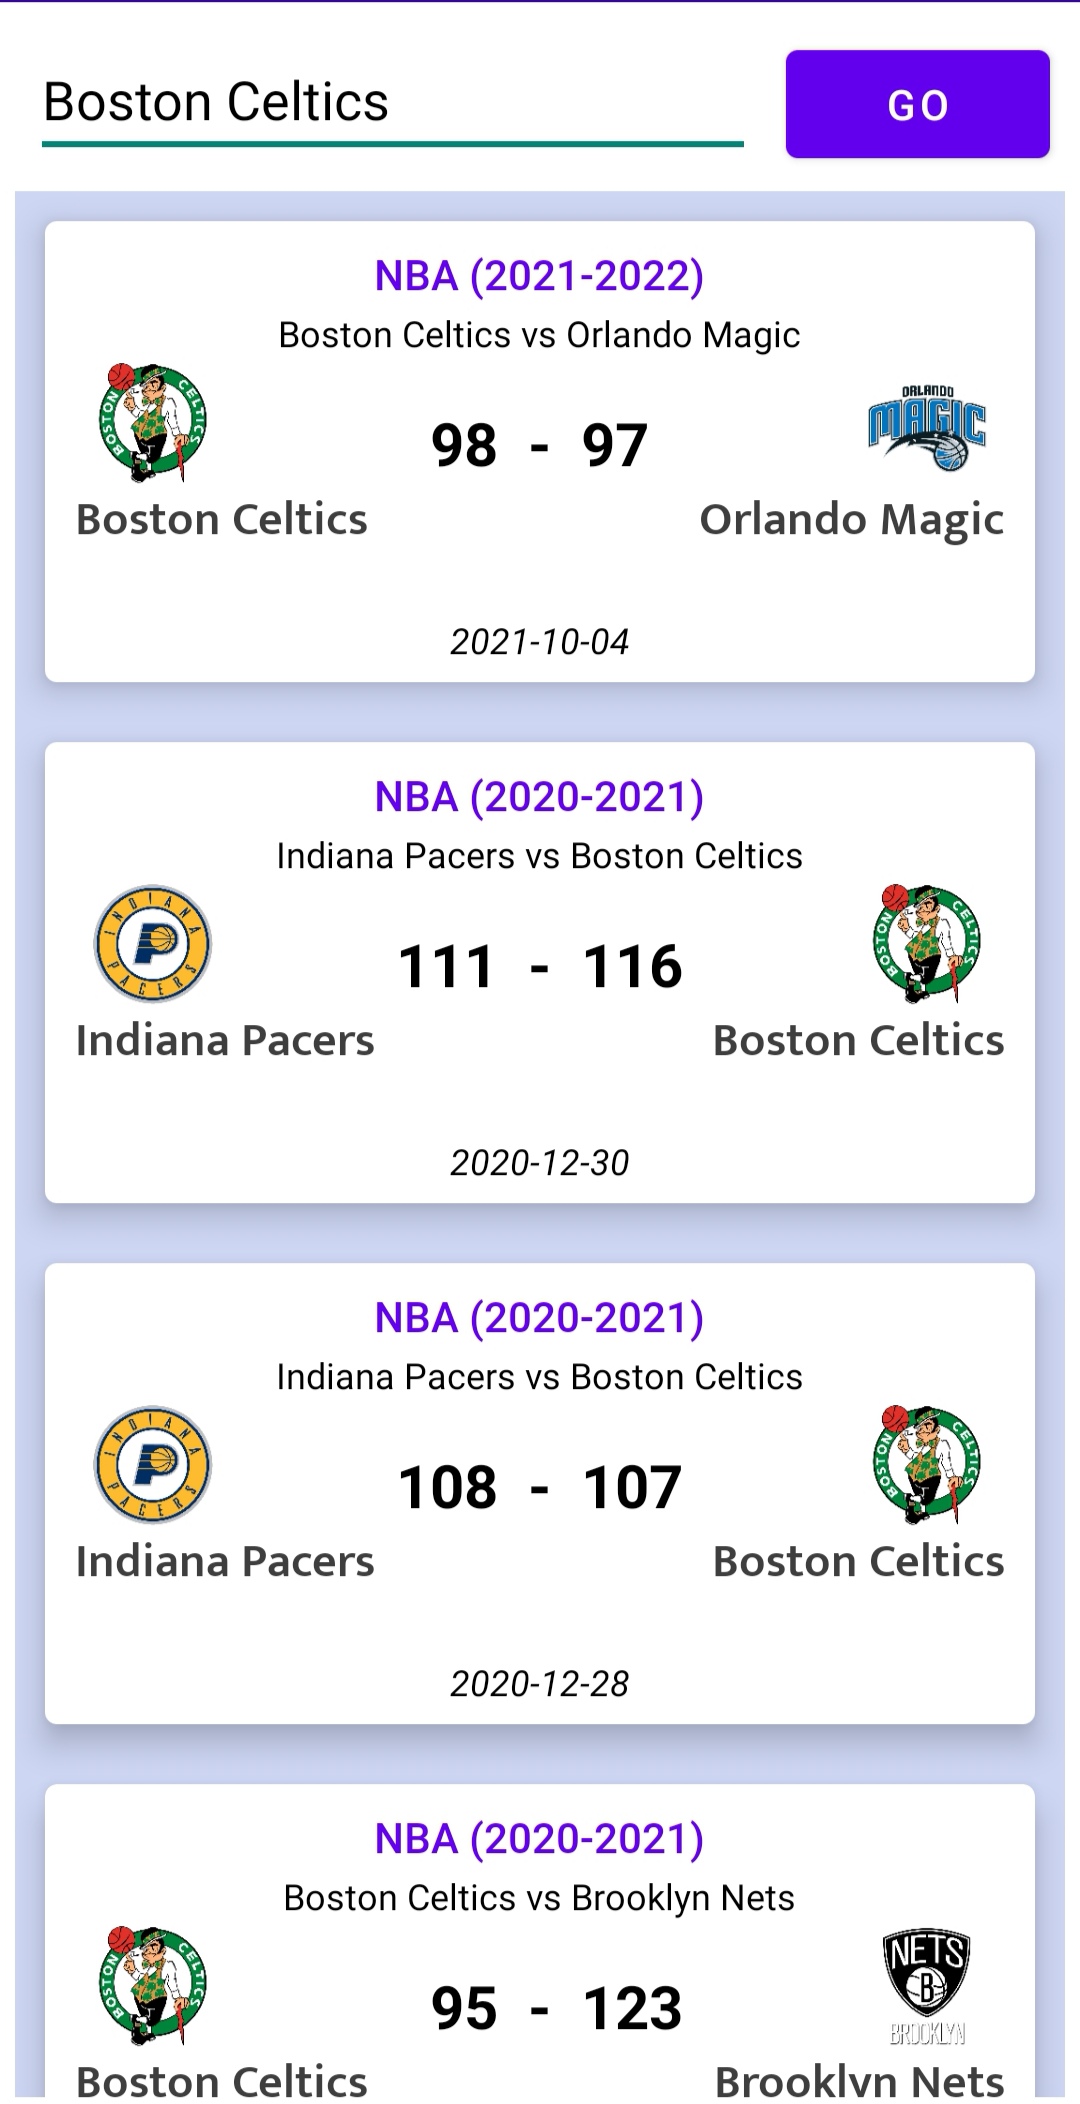 Boston Celtics
GO
NBA (2021-2022)
Boston Celtics vs Orlando Magic
BOSTON CELTICS
98 - 97
ORLANDO
MAGIC
Boston Celtics
Orlando Magic
2021-10-04
NBA (2020-2021)
Indiana Pacers vs Boston Celtics
INDIANA PACERS
111 - 116
BOSTON CELTICS
Indiana Pacers
Boston Celtics
2020-12-30
NBA (2020-2021)
Indiana Pacers vs Boston Celtics
INDIANA PACERS
108 - 107
BOSTON CELTICS
Indiana Pacers
Boston Celtics
2020-12-28
NBA (2020-2021)
Boston Celtics vs Brooklyn Nets
BOSTON CELTICS
95 - 123
NETS
B
BROOKLYN
Boston Celtics
Brooklyn Nets